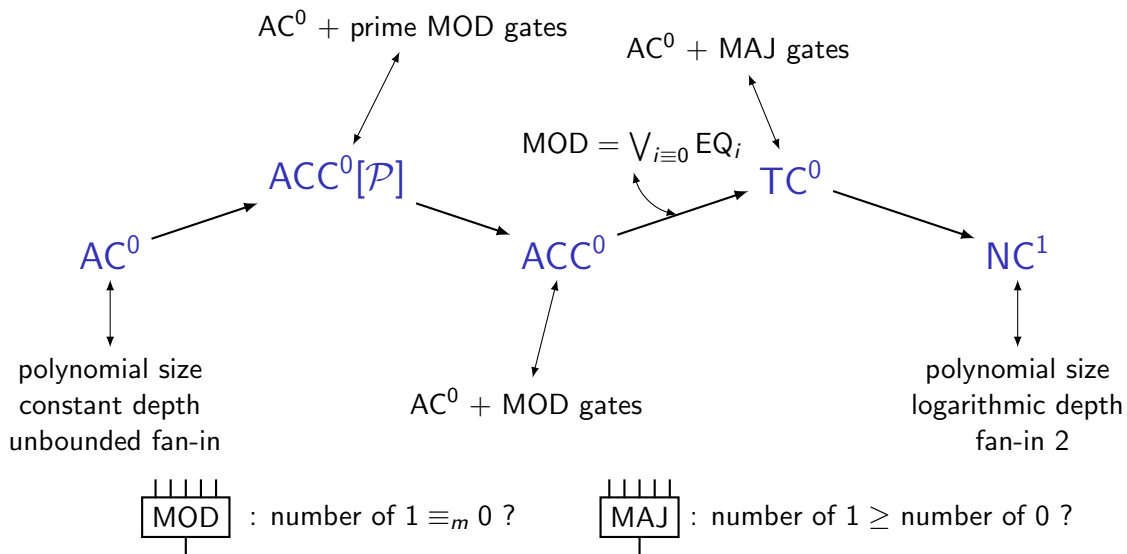 AC⁰ + prime MOD gates
AC⁰ + MAJ gates
MOD = ⋁_{i≡0} EQ_i
ACC⁰[𝒫]
TC⁰
AC⁰
ACC⁰
NC¹
polynomial size
constant depth
unbounded fan-in
AC⁰ + MOD gates
polynomial size
logarithmic depth
fan-in 2
MOD : number of 1 ≡_m 0 ?
MAJ : number of 1 ≥ number of 0 ?